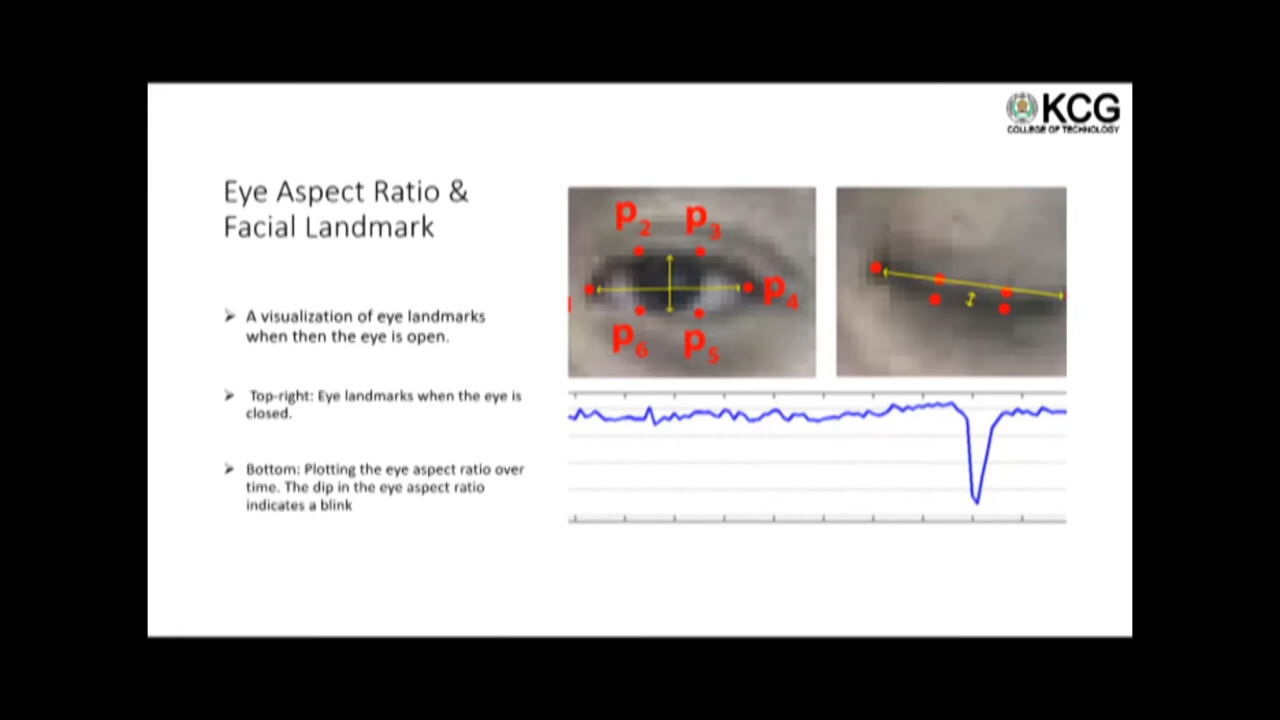 KCG
COLLEGE OF TECHNOLOGY
Eye Aspect Ratio &
Facial Landmark
➢ A visualization of eye landmarks
when then the eye is open.
➢ Top-right: Eye landmarks when the eye is
closed.
➢ Bottom: Plotting the eye aspect ratio over
time. The dip in the eye aspect ratio
indicates a blink
p2 p3
p4
p6 p5